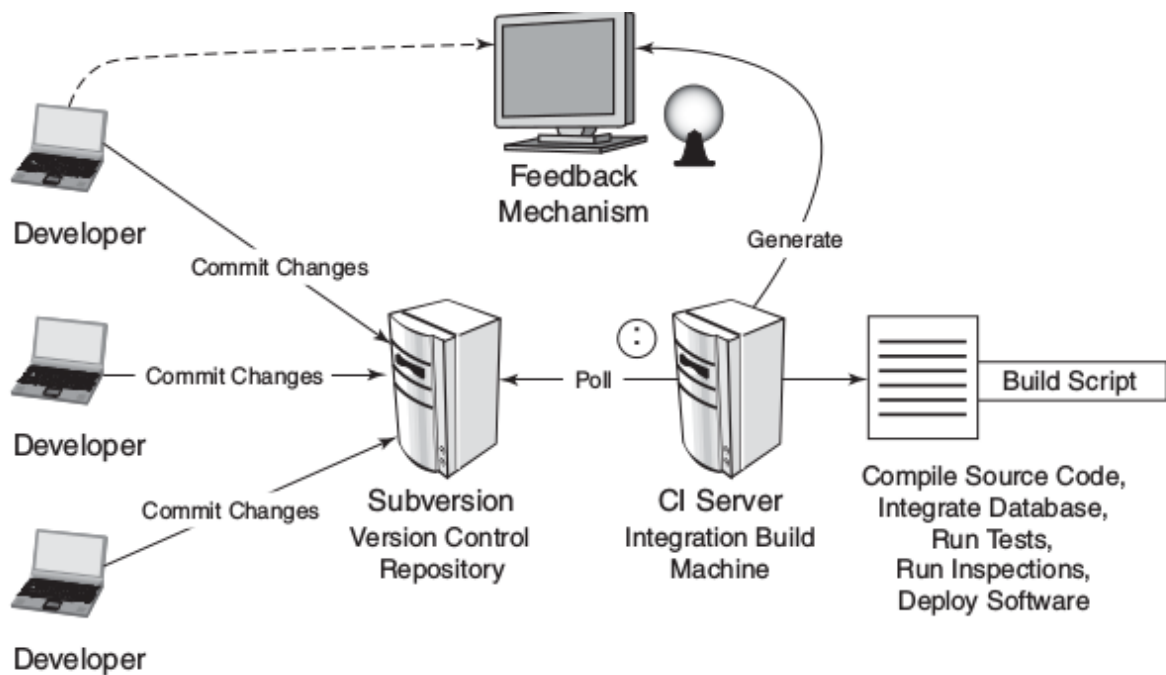 Feedback
Mechanism
Developer
Commit Changes
Generate
Developer
Commit Changes
Poll
Build Script
Developer
Commit Changes
Subversion
Version Control
Repository
CI Server
Integration Build
Machine
Compile Source Code,
Integrate Database,
Run Tests,
Run Inspections,
Deploy Software